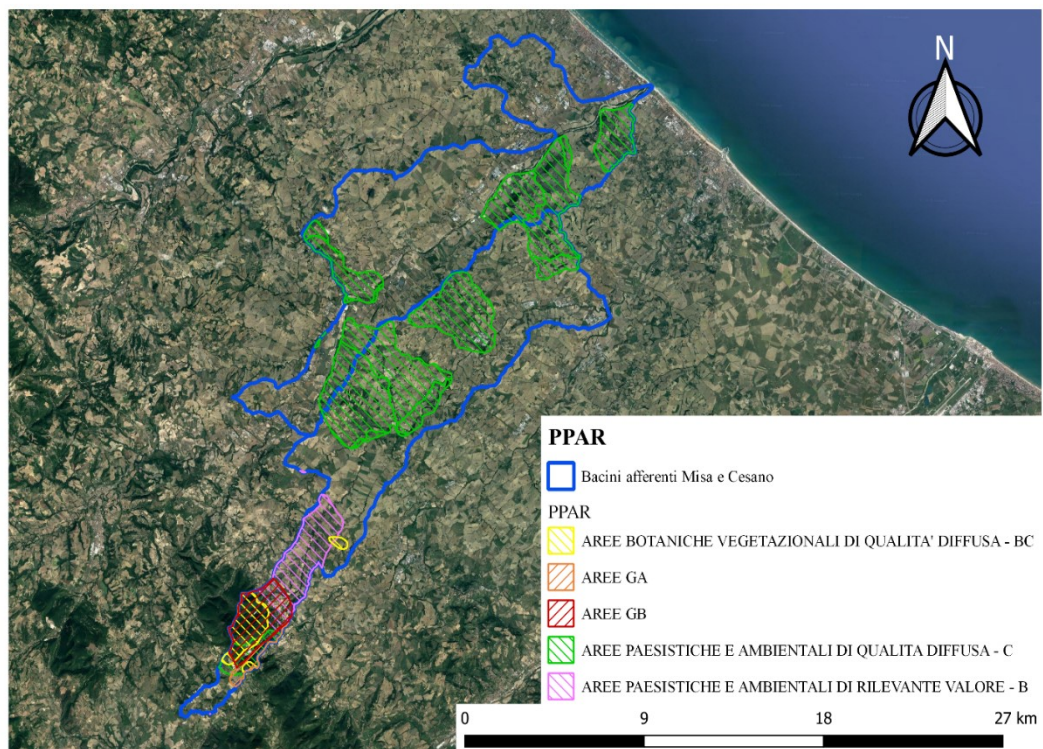 N
PPAR
Bacini afferenti Misa e Cesano
PPAR
AREE BOTANICHE VEGETAZIONALI DI QUALITA' DIFFUSA - BC
AREE GA
AREE GB
AREE PAESISTICHE E AMBIENTALI DI QUALITA DIFFUSA - C
AREE PAESISTICHE E AMBIENTALI DI RILEVANTE VALORE - B
0 9 18 27 km